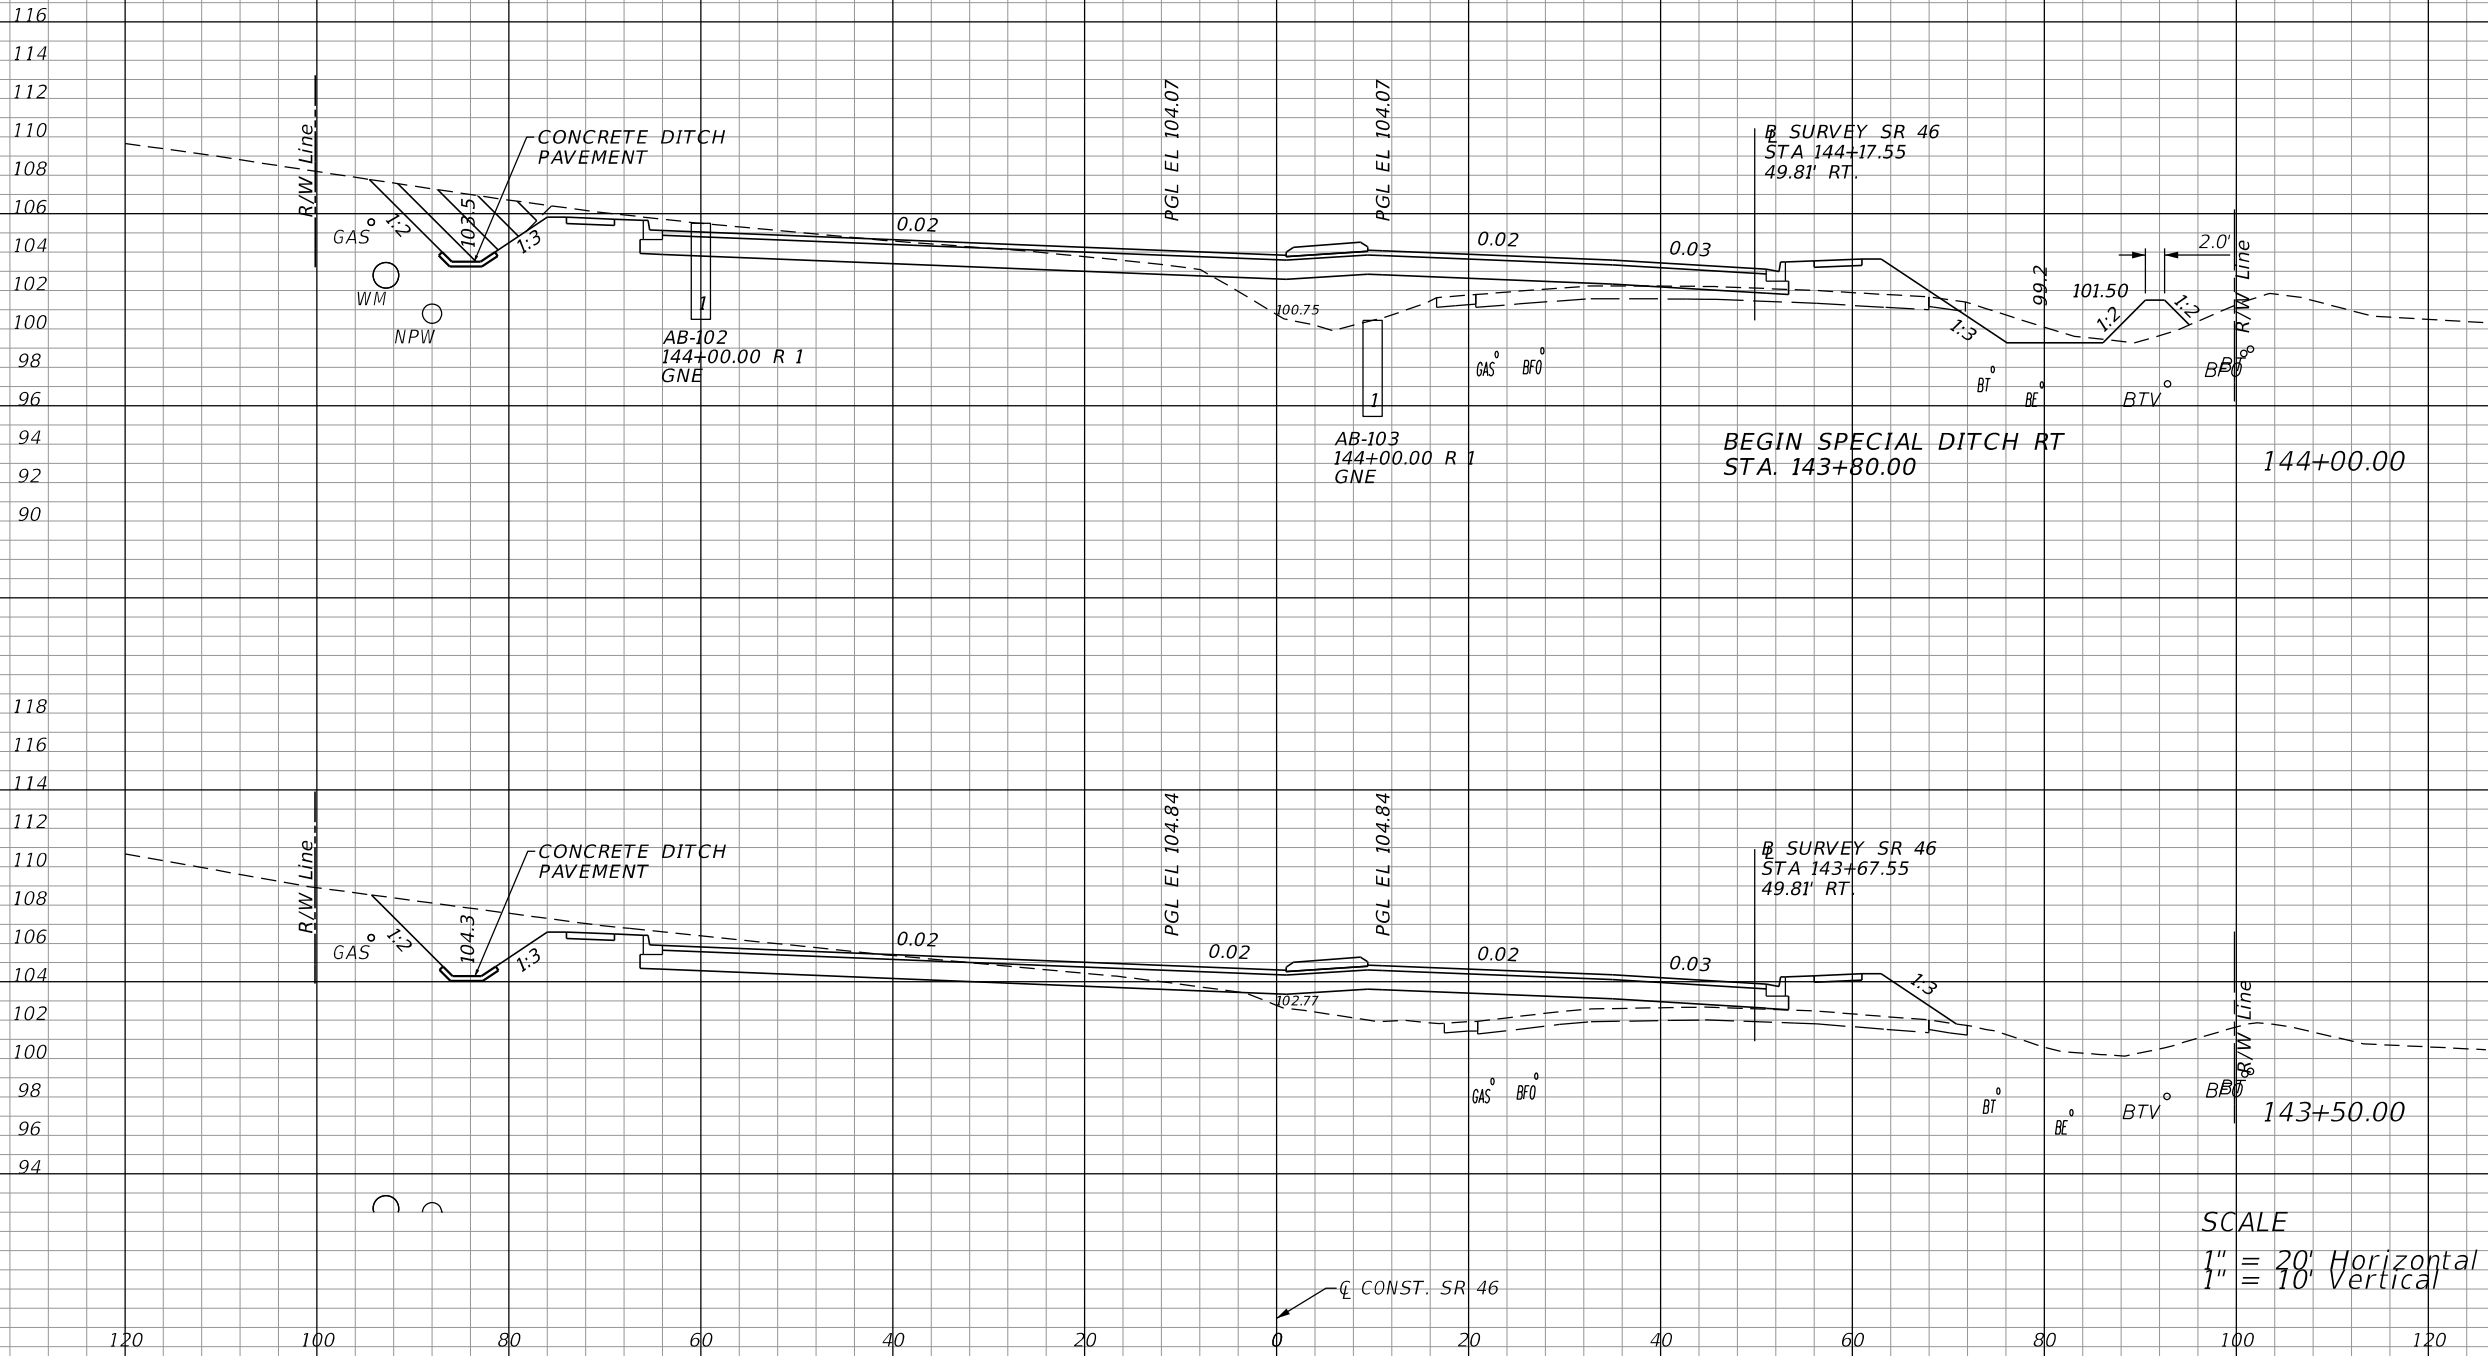 116
114
112
110
108
106
104
102
100
98
96
94
92
90
R/W Line
CONCRETE DITCH
PAVEMENT
GAS
1:2
103.5
1:3
WM
NPW
1
AB-102
144+00.00 R 1
GNE
0.02
PGL EL 104.07
PGL EL 104.07
100.75
1
AB-103
144+00.00 R 1
GNE
0.02
0.03
GAS
BFO
℄ SURVEY SR 46
STA 144+17.55
49.81' RT.
1:3
99.2
101.50
1:2
1:2
2.0'
R/W Line
BT
BE
BTV
BT
BFO
BEGIN SPECIAL DITCH RT
STA. 143+80.00
144+00.00
118
116
114
112
110
108
106
104
102
100
98
96
94
R/W Line
CONCRETE DITCH
PAVEMENT
GAS
1:2
104.3
1:3
0.02
PGL EL 104.84
PGL EL 104.84
0.02
102.77
0.02
0.03
GAS
BFO
℄ SURVEY SR 46
STA 143+67.55
49.81' RT.
1:3
R/W Line
BT
BE
BTV
BT
BFO
143+50.00
SCALE
1" = 20' Horizontal
1" = 10' Vertical
℄ CONST. SR 46
120 100 80 60 40 20 0 20 40 60 80 100 120